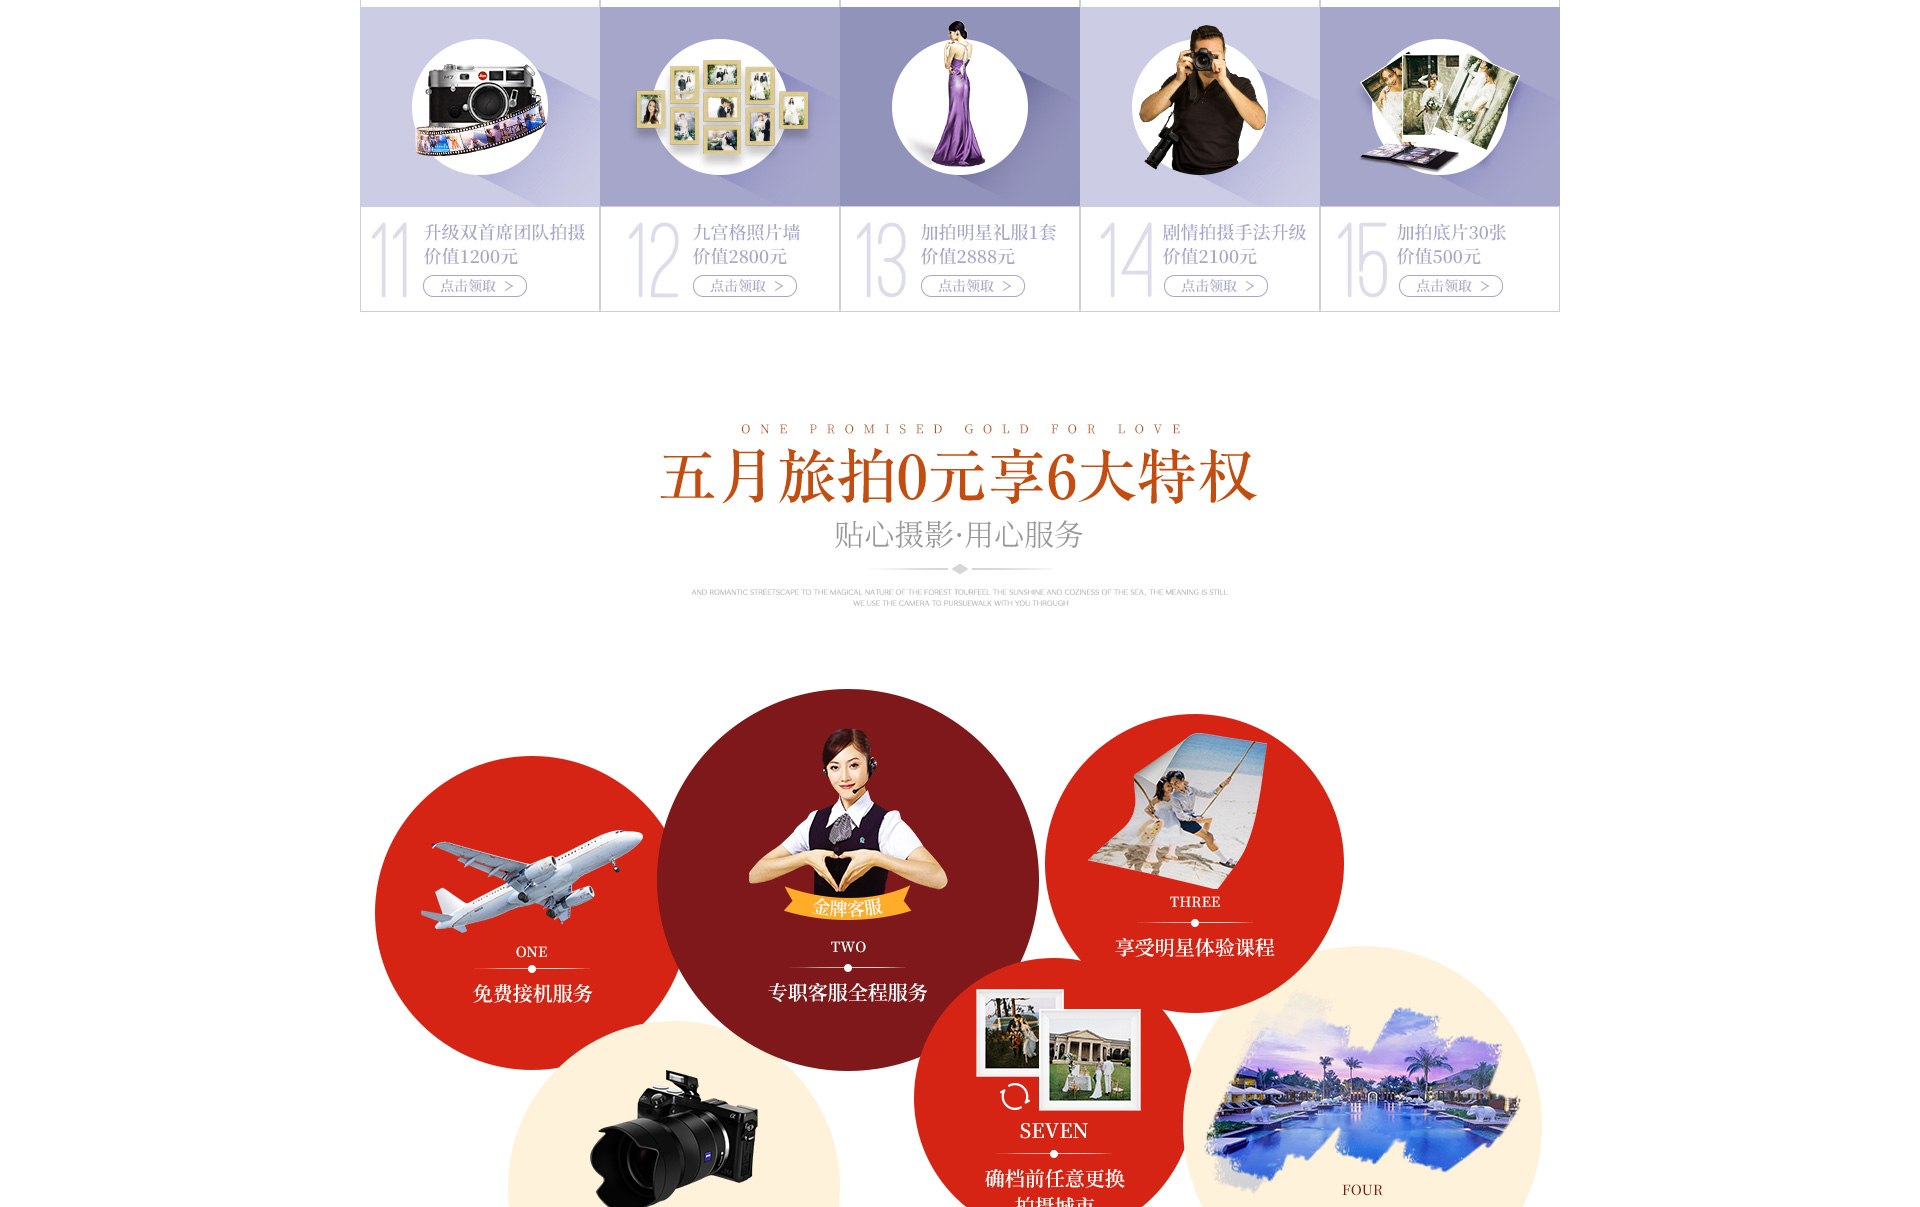 11
升级双首席团队拍摄
价值1200元
点击领取 >
12
九宫格照片墙
价值2800元
点击领取 >
13
加拍明星礼服1套
价值2888元
点击领取 >
14
剧情拍摄手法升级
价值2100元
点击领取 >
15
加拍底片30张
价值500元
点击领取 >
ONE PROMISED GOLD FOR LOVE
五月旅拍0元享6大特权
贴心摄影·用心服务
AND ROMANTIC STREETSCAPE TO THE MAGICAL NATURE OF THE FOREST TOURFEEL THE SUNSHINE AND COZINESS OF THE SEA, THE MEANING IS STILL
WE USE THE CAMERA TO PURSUEWALK WITH YOU THROUGH
ONE
免费接机服务
金牌客服
TWO
专职客服全程服务
THREE
享受明星体验课程
SEVEN
确档前任意更换
拍摄城市
FOUR